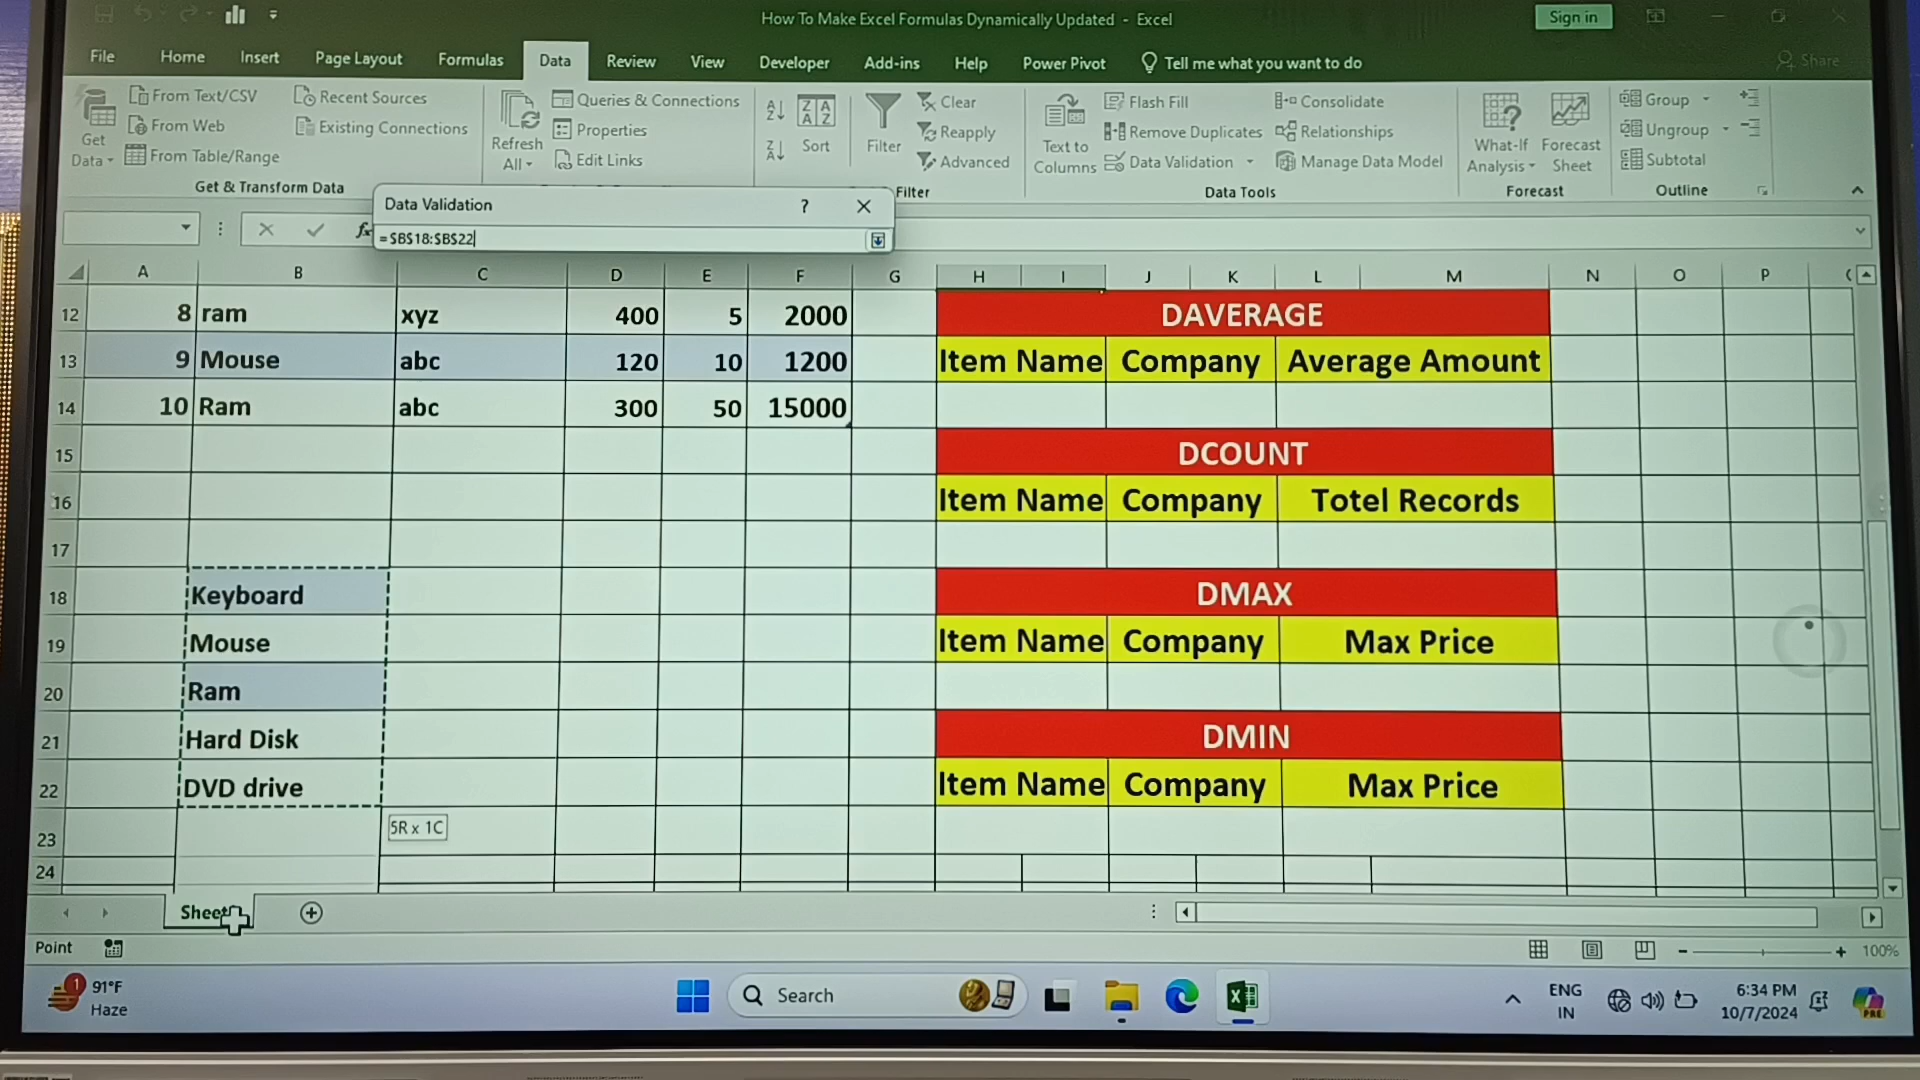 How To Make Excel Formulas Dynamically Updated - Excel
Sign in
File Home Insert Page Layout Formulas Data Review View Developer Add-ins Help Power Pivot Tell me what you want to do Share
Get Data
From Text/CSV
From Web
From Table/Range
Recent Sources
Existing Connections
Get & Transform Data
Refresh All
Queries & Connections
Properties
Edit Links
Sort
Filter
Clear
Reapply
Advanced
Filter
Text to Columns
Flash Fill
Remove Duplicates
Data Validation
Consolidate
Relationships
Manage Data Model
Data Tools
What-If Analysis
Forecast Sheet
Forecast
Group
Ungroup
Subtotal
Outline
Data Validation ? ×
=$B$18:$B$22
fx
A B C D E F G H I J K L M N O P
12 8 ram xyz 400 5 2000 DAVERAGE
13 9 Mouse abc 120 10 1200 Item Name Company Average Amount
14 10 Ram abc 300 50 15000
15 DCOUNT
16 Item Name Company Totel Records
17
18 Keyboard DMAX
19 Mouse Item Name Company Max Price
20 Ram
21 Hard Disk DMIN
22 DVD drive Item Name Company Max Price
23 5R x 1C
24
Sheet
Point
100%
1
91°F
Haze
Search
ENG
IN
6:34 PM
10/7/2024
PRE